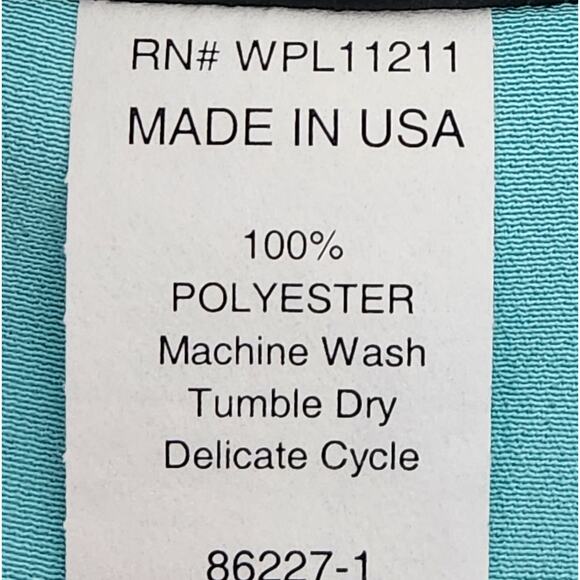 RN# WPL11211
MADE IN USA
100%
POLYESTER
Machine Wash
Tumble Dry
Delicate Cycle
86227-1